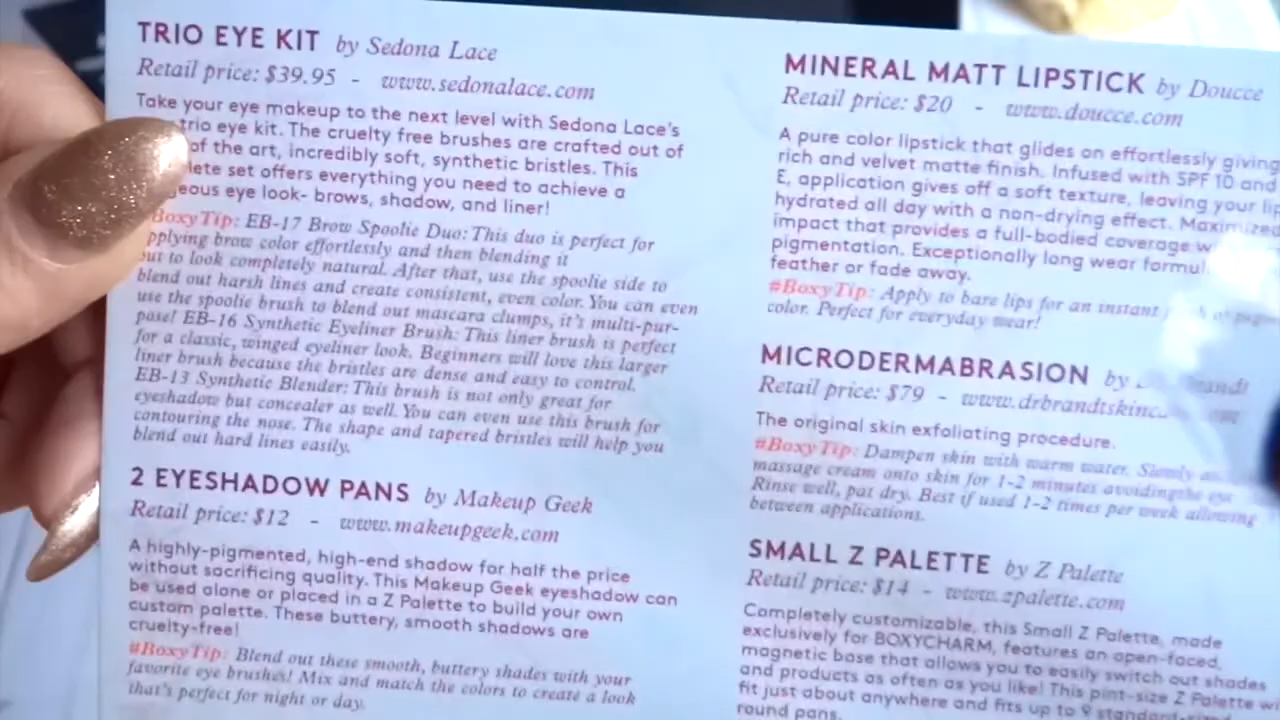 TRIO EYE KIT by Sedona Lace
Retail price: $39.95 - www.sedonalace.com
Take your eye makeup to the next level with Sedona Lace's
trio eye kit. The cruelty free brushes are crafted out of
of the art, incredibly soft, synthetic bristles. This
lete set offers everything you need to achieve a
eous eye look- brows, shadow, and liner!
BoxyTip: EB-17 Brow Spoolie Duo: This duo is perfect for
pplying brow color effortlessly and then blending it
out to look completely natural. After that, use the spoolie side to
blend out harsh lines and create consistent, even color. You can even
use the spoolie brush to blend out mascara clumps, it's multi-pur-
pose! EB-16 Synthetic Eyeliner Brush: This liner brush is perfect
for a classic, winged eyeliner look. Beginners will love this larger
liner brush because the bristles are dense and easy to control.
EB-13 Synthetic Blender: This brush is not only great for
eyeshadow but concealer as well. You can even use this brush for
contouring the nose. The shape and tapered bristles will help you
blend out hard lines easily.
2 EYESHADOW PANS by Makeup Geek
Retail price: $12 - www.makeupgeek.com
A highly-pigmented, high-end shadow for half the price
without sacrificing quality. This Makeup Geek eyeshadow can
be used alone or placed in a Z Palette to build your own
custom palette. These buttery, smooth shadows are
cruelty-free!
#BoxyTip: Blend out these smooth, buttery shades with your
favorite eye brushes! Mix and match the colors to create a look
that's perfect for night or day.
MINERAL MATT LIPSTICK by Doucce
Retail price: $20 - www.doucce.com
A pure color lipstick that glides on effortlessly giving
rich and velvet matte finish. Infused with SPF 10 and
E, application gives off a soft texture, leaving your lip
hydrated all day with a non-drying effect. Maximized
impact that provides a full-bodied coverage w
pigmentation. Exceptionally long wear formul
feather or fade away.
#BoxyTip: Apply to bare lips for an instant
color. Perfect for everyday wear!
MICRODERMABRASION by
Retail price: $79 - www.drbrandtskinc
The original skin exfoliating procedure.
#BoxyTip: Dampen skin with warm water. Slowly
massage cream onto skin for 1-2 minutes avoiding the eye
Rinse well, pat dry. Best if used 1-2 times per week allowing
between applications.
SMALL Z PALETTE by Z Palette
Retail price: $14 - www.zpalette.com
Completely customizable, this Small Z Palette, made
exclusively for BOXYCHARM, features an open-faced,
magnetic base that allows you to easily switch out shades
and products as often as you like! This pint-size Z Palette wi
fit just about anywhere and fits up to 9 standard-
round pans.